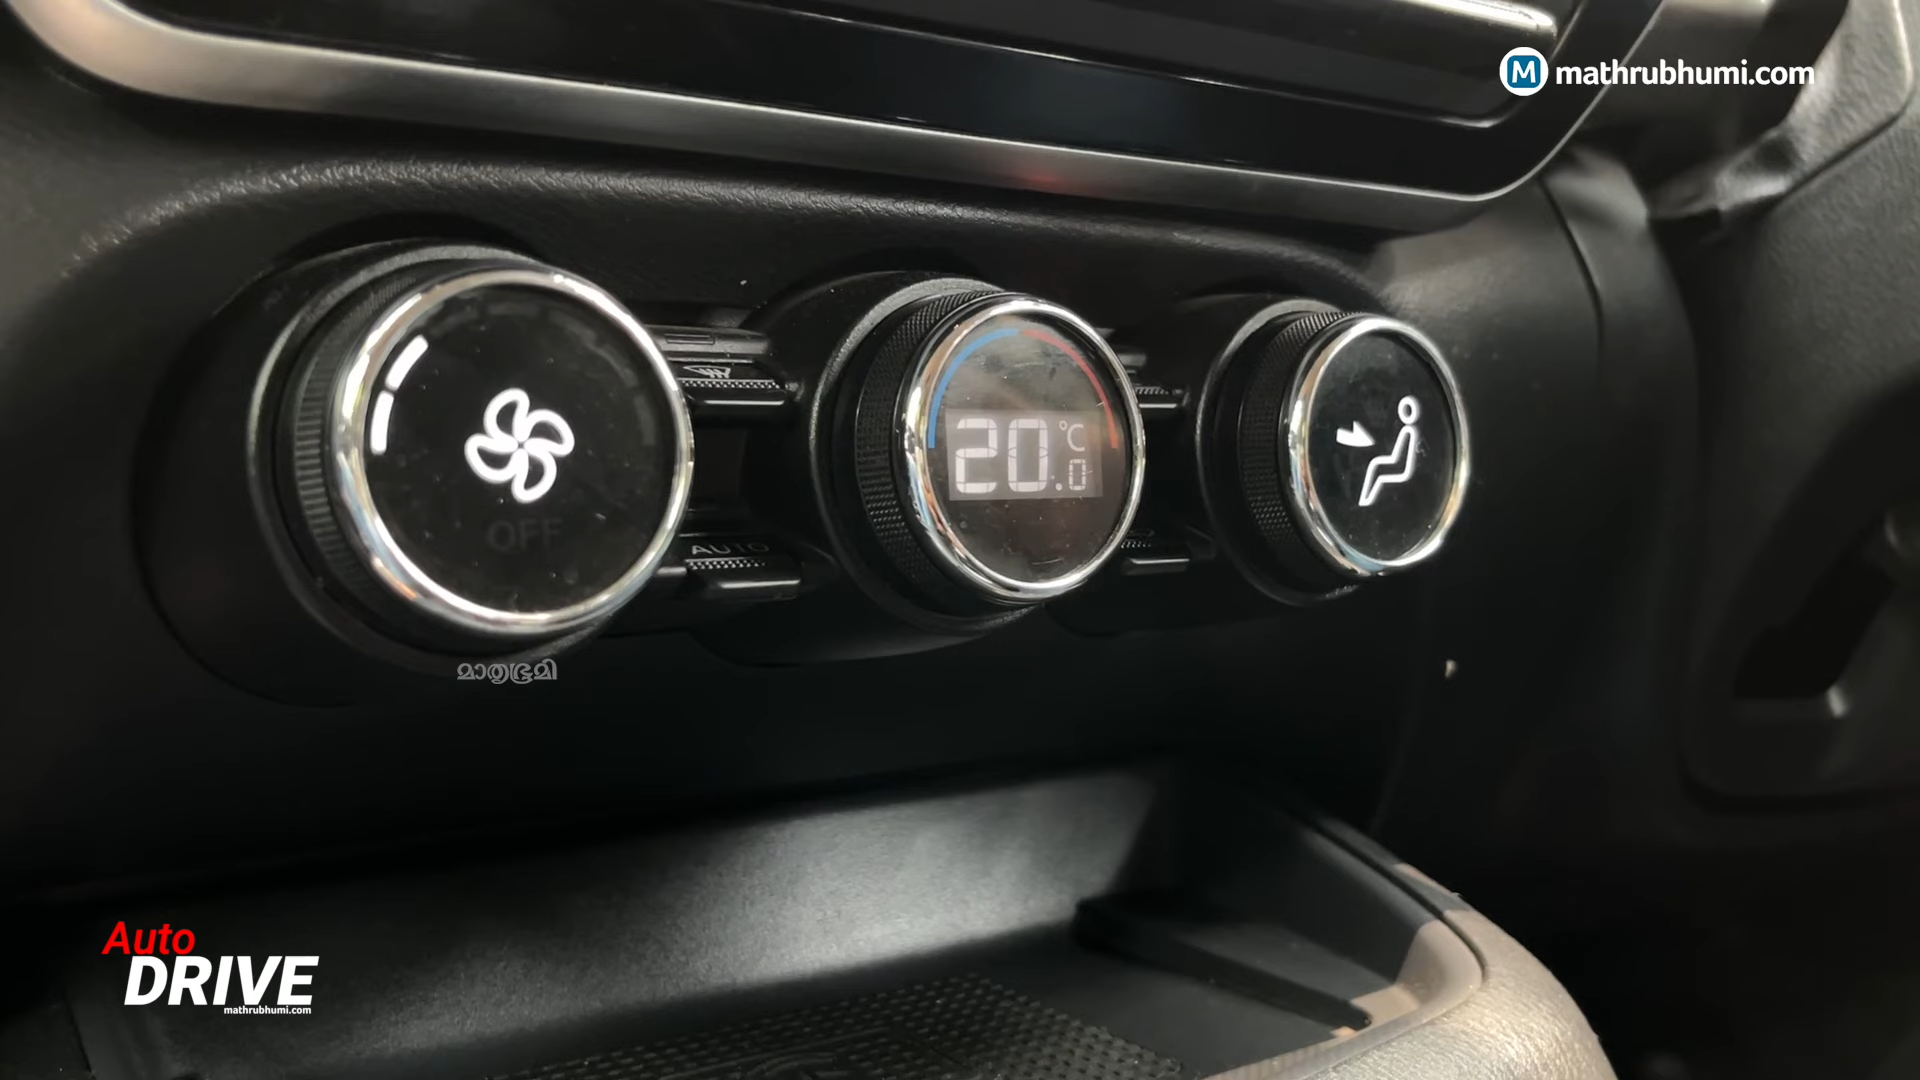 M mathrubhumi.com
20.0 °C
OFF
AUTO
മാതൃഭൂമി
Auto
DRIVE
mathrubhumi.com